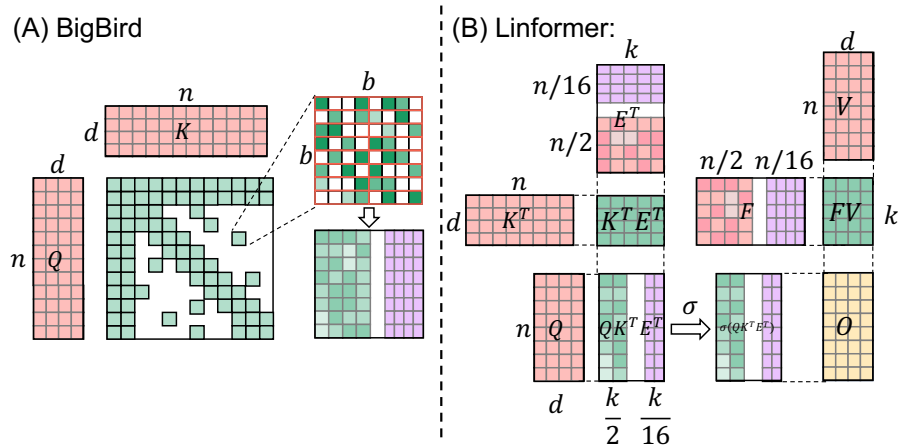 (A) BigBird
n
d
K
d
n
Q
b
b
(B) Linformer:
k
n/16
E^T
n/2
d
n
V
n
d
K^T
K^T E^T
n/2
n/16
F
FV
k
n
Q
QK^T E^T
σ
σ(QK^T E^T)
O
d
k/2
k/16